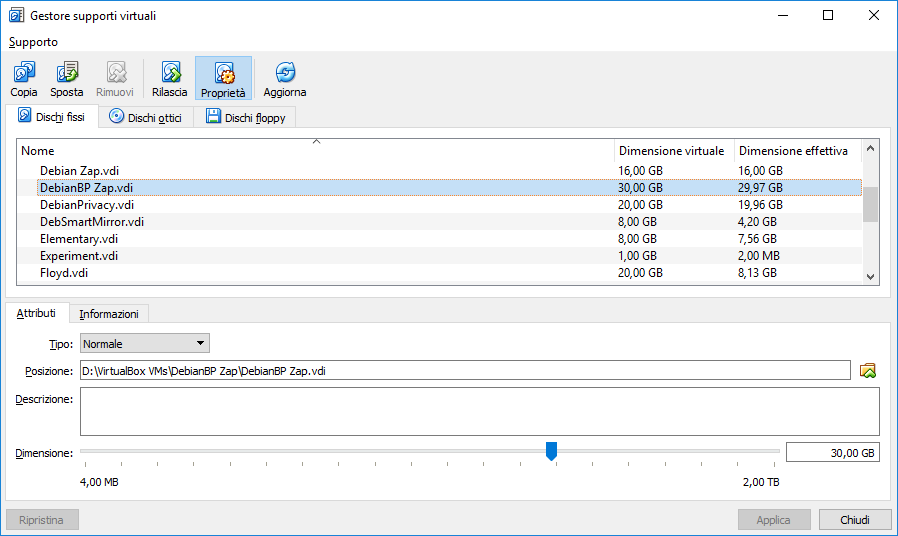 Gestore supporti virtuali
Supporto
Copia Sposta Rimuovi Rilascia Proprietà Aggiorna
Dischi fissi Dischi ottici Dischi floppy
Nome Dimensione virtuale Dimensione effettiva
Debian Zap.vdi 16,00 GB 16,00 GB
DebianBP Zap.vdi 30,00 GB 29,97 GB
DebianPrivacy.vdi 20,00 GB 19,96 GB
DebSmartMirror.vdi 8,00 GB 4,20 GB
Elementary.vdi 8,00 GB 7,56 GB
Experiment.vdi 1,00 GB 2,00 MB
Floyd.vdi 20,00 GB 8,13 GB
Attributi Informazioni
Tipo: Normale
Posizione: D:\VirtualBox VMs\DebianBP Zap\DebianBP Zap.vdi
Descrizione:
Dimensione: 30,00 GB
4,00 MB 2,00 TB
Ripristina Applica Chiudi